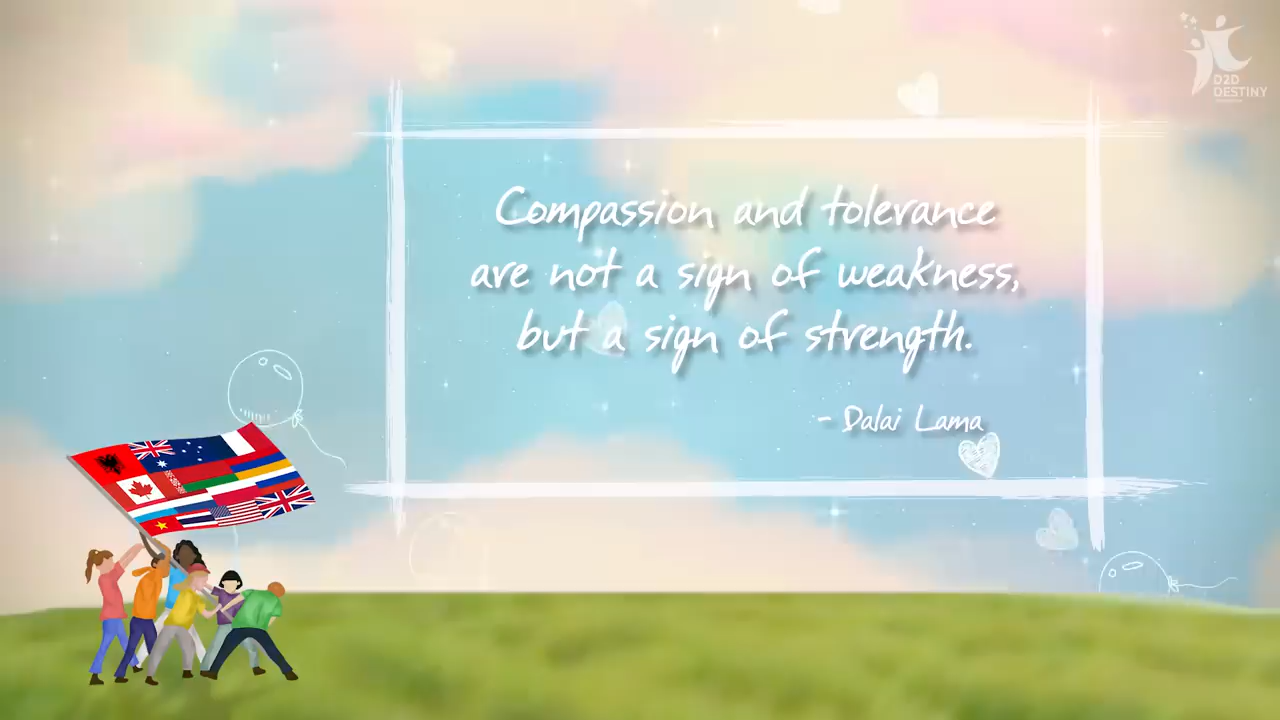 D2D
DESTINY
Compassion and tolerance
are not a sign of weakness,
but a sign of strength.
- Dalai Lama